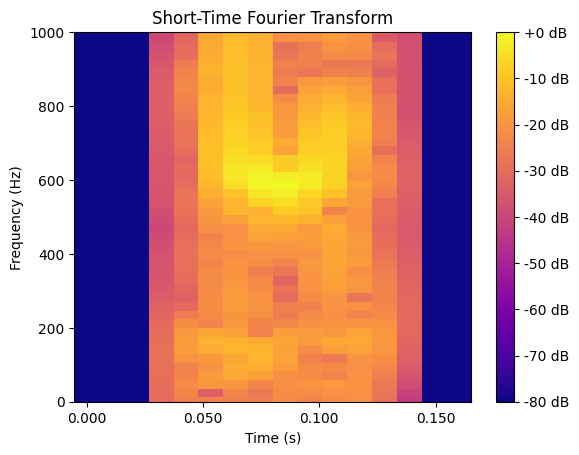 Short-Time Fourier Transform
1000
800
600
400
200
0
Frequency (Hz)
0.000
0.050
0.100
0.150
Time (s)
+0 dB
-10 dB
-20 dB
-30 dB
-40 dB
-50 dB
-60 dB
-70 dB
-80 dB